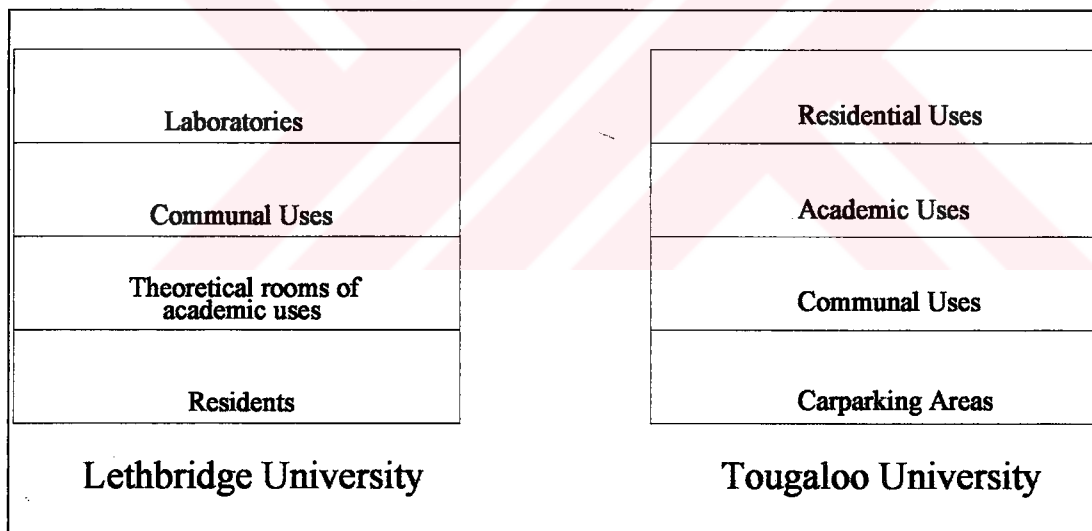 Laboratories
Communal Uses
Theoretical rooms of
academic uses
Residents
Lethbridge University
Residential Uses
Academic Uses
Communal Uses
Carparking Areas
Tougaloo University